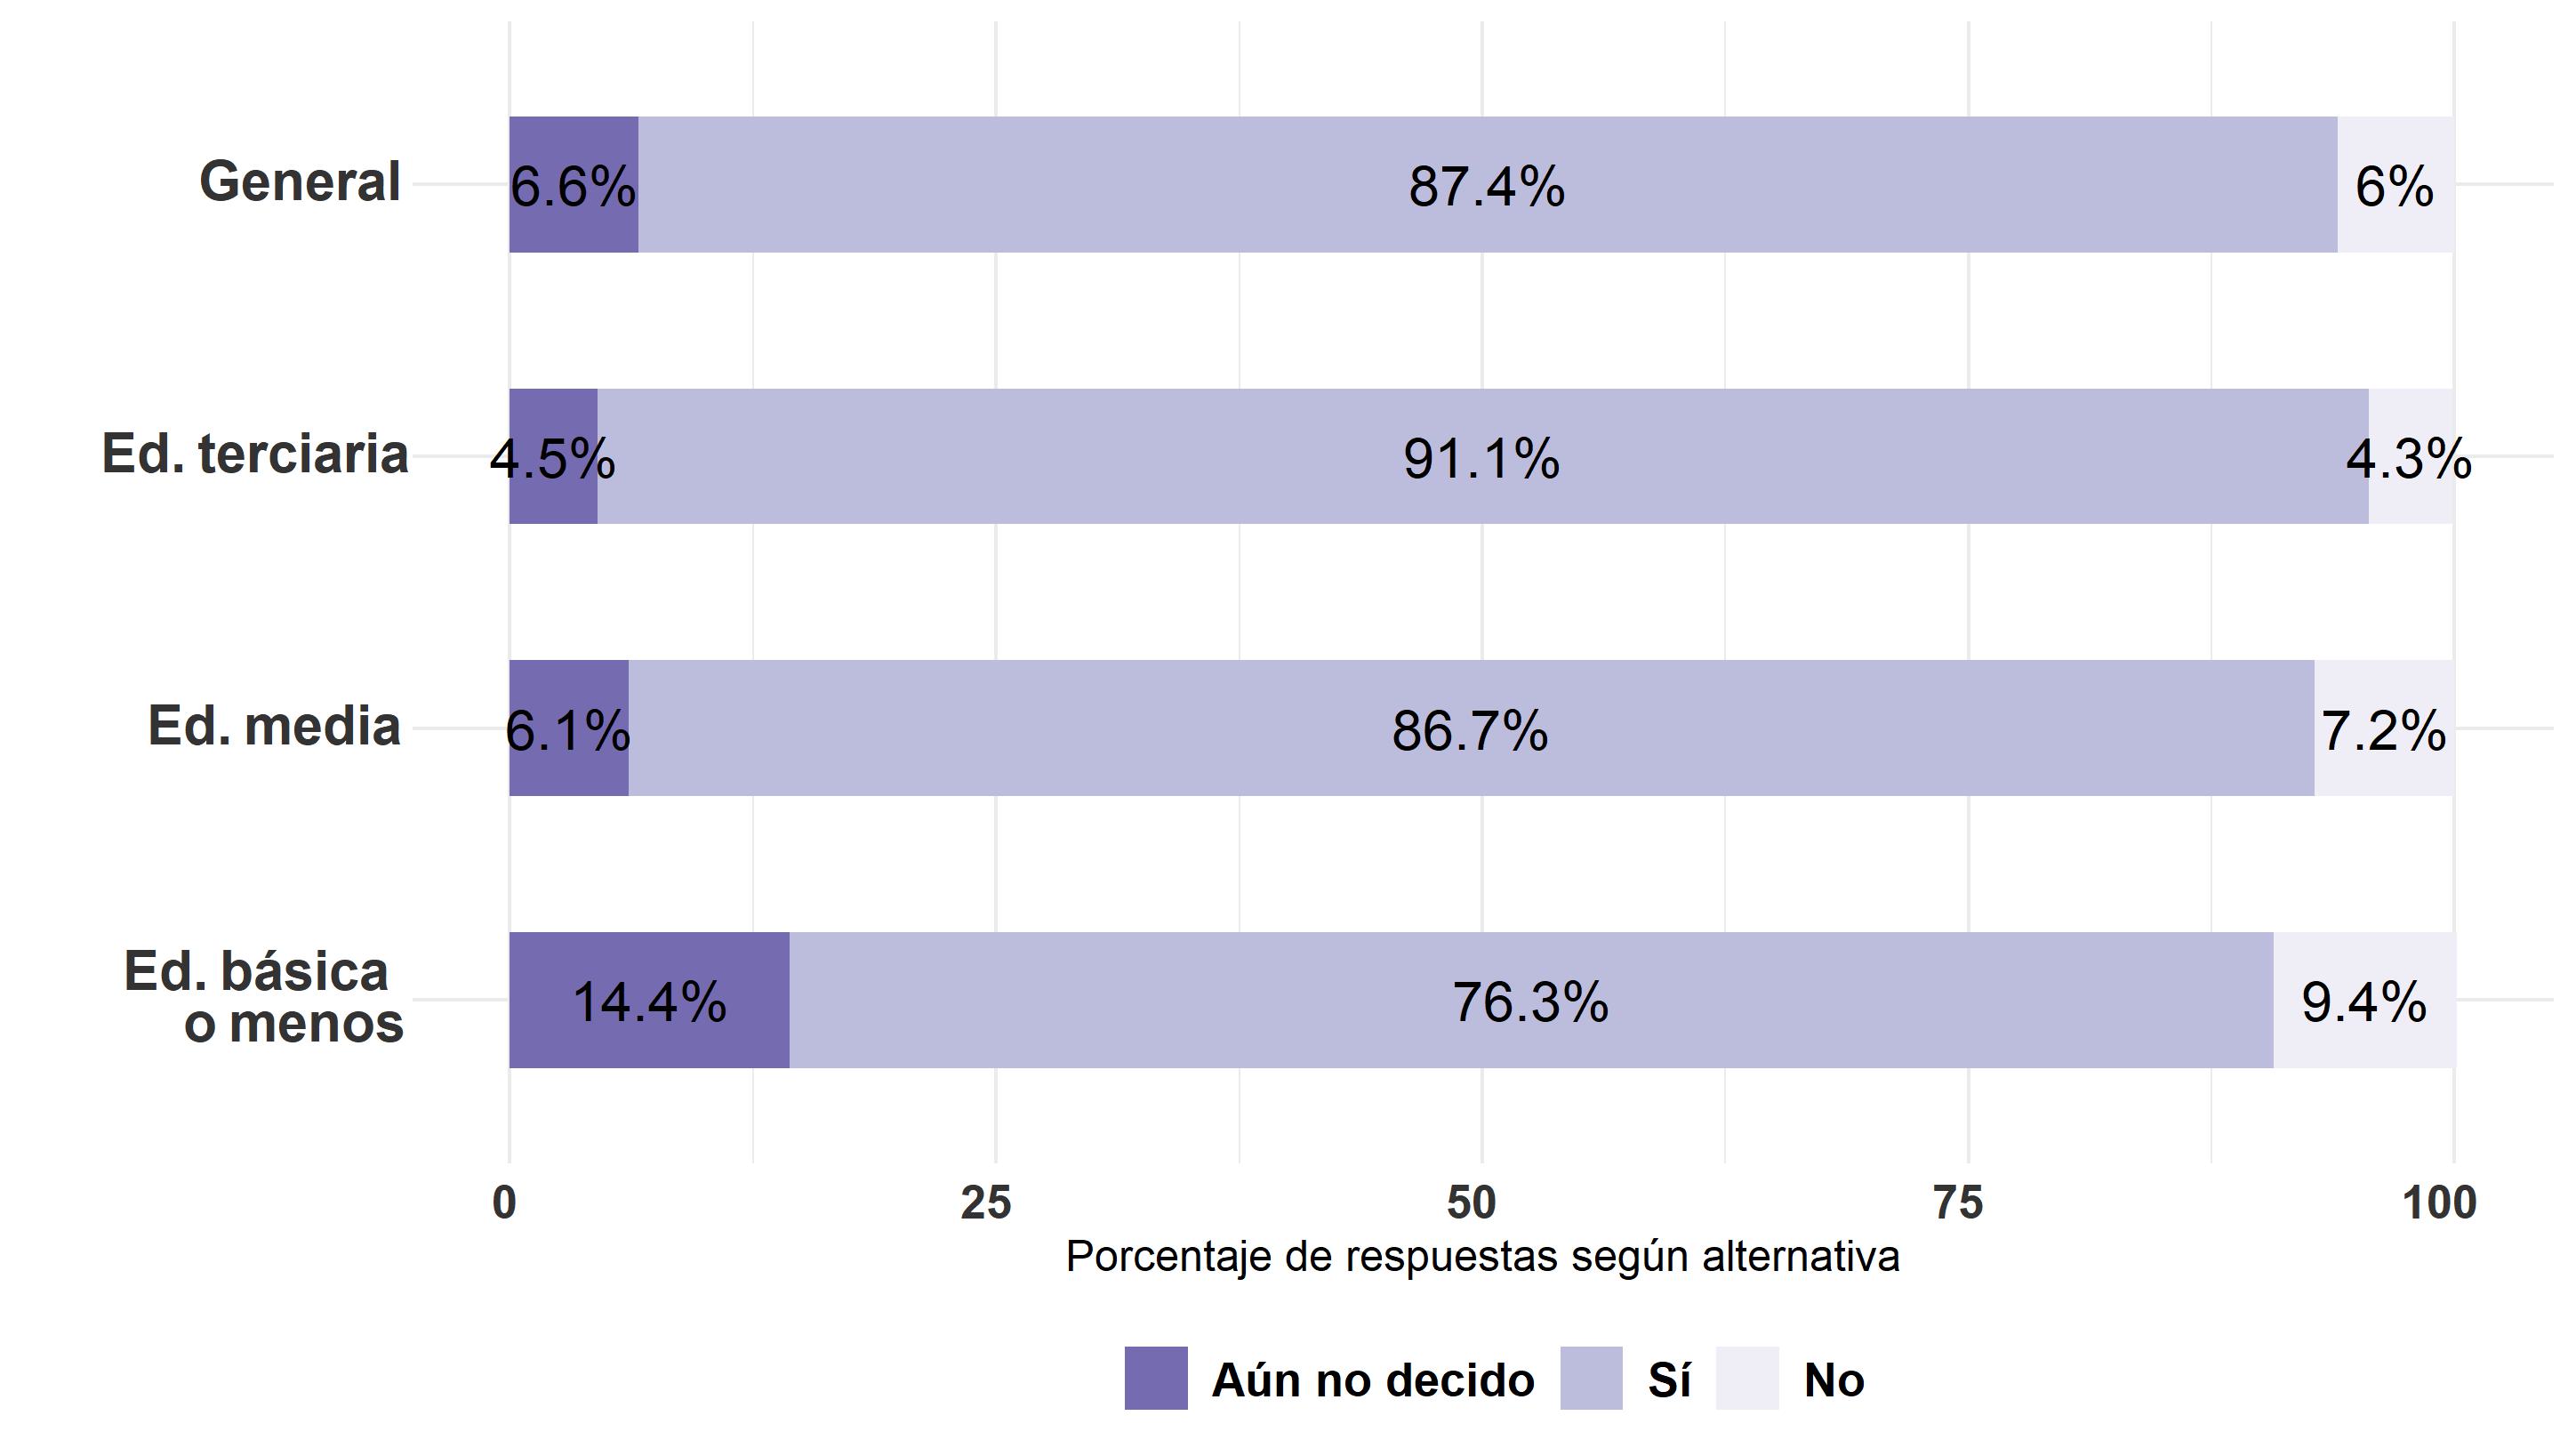 General
6.6% 87.4% 6%
Ed. terciaria
4.5% 91.1% 4.3%
Ed. media
6.1% 86.7% 7.2%
Ed. básica
o menos
14.4% 76.3% 9.4%
0 25 50 75 100
Porcentaje de respuestas según alternativa
Aún no decido Sí No